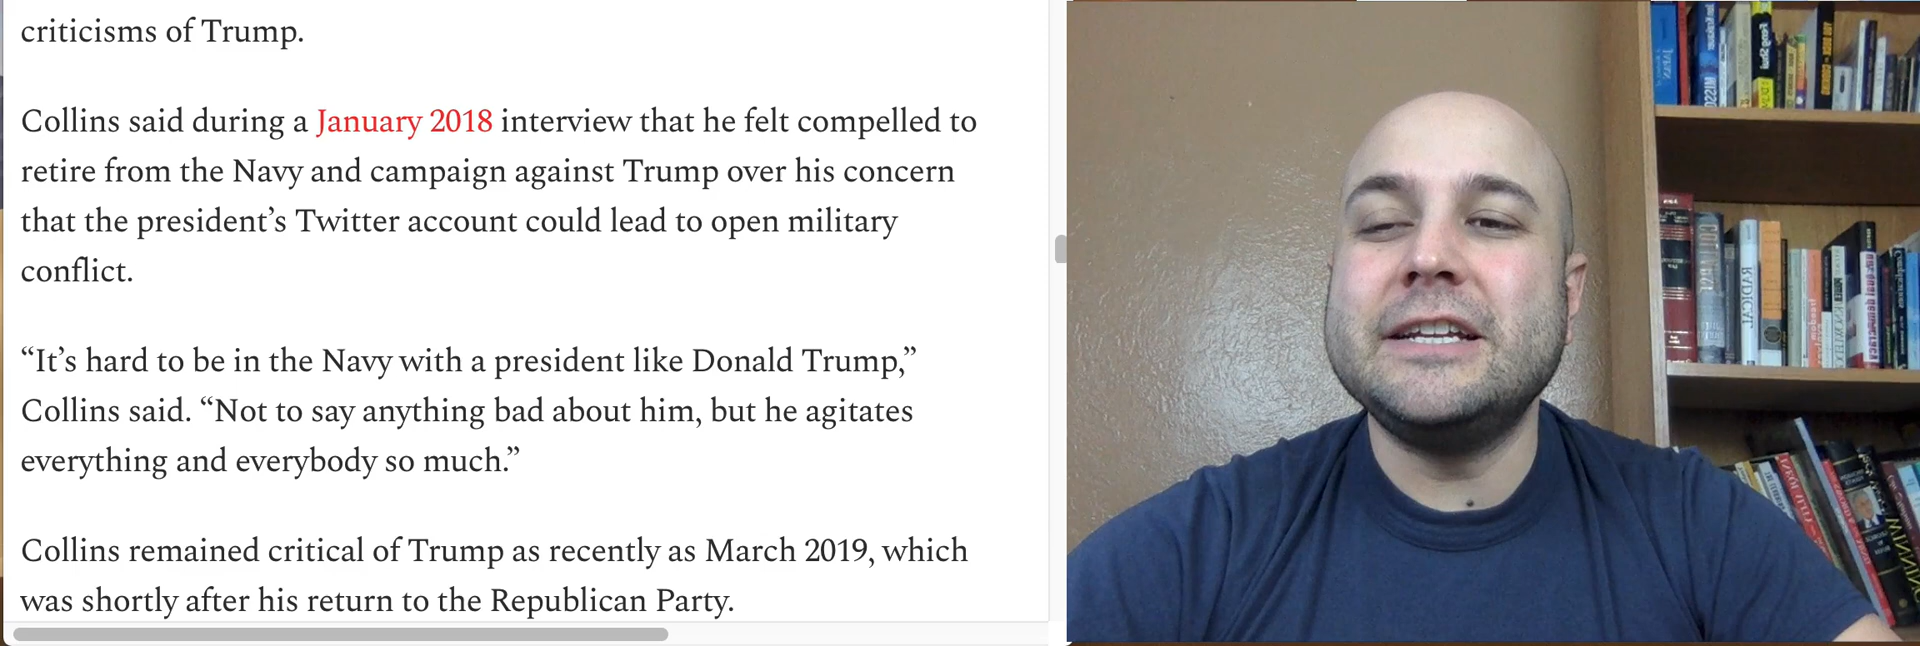 criticisms of Trump.
Collins said during a January 2018 interview that he felt compelled to
retire from the Navy and campaign against Trump over his concern
that the president’s Twitter account could lead to open military
conflict.
“It’s hard to be in the Navy with a president like Donald Trump,”
Collins said. “Not to say anything bad about him, but he agitates
everything and everybody so much.”
Collins remained critical of Trump as recently as March 2019, which
was shortly after his return to the Republican Party.
RADICAL